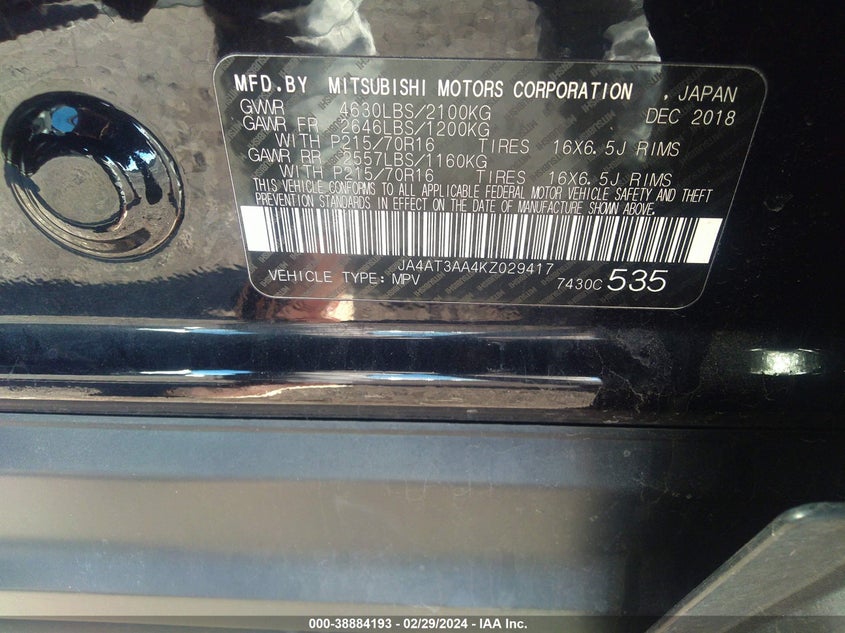 MFD.BY MITSUBISHI MOTORS CORPORATION , JAPAN
GVWR 4630LBS/2100KG DEC 2018
GAWR FR 2646LBS/1200KG
WITH P215/70R16 TIRES 16X6.5J RIMS
GAWR RR 2557LBS/1160KG
WITH P215/70R16 TIRES 16X6.5J RIMS
THIS VEHICLE CONFORMS TO ALL APPLICABLE FEDERAL MOTOR VEHICLE SAFETY AND THEFT
PREVENTION STANDARDS IN EFFECT ON THE DATE OF MANUFACTURE SHOWN ABOVE.
JA4AT3AA4KZ029417
VEHICLE TYPE: MPV 7430C 535
000-38884193 - 02/29/2024 - IAA Inc.